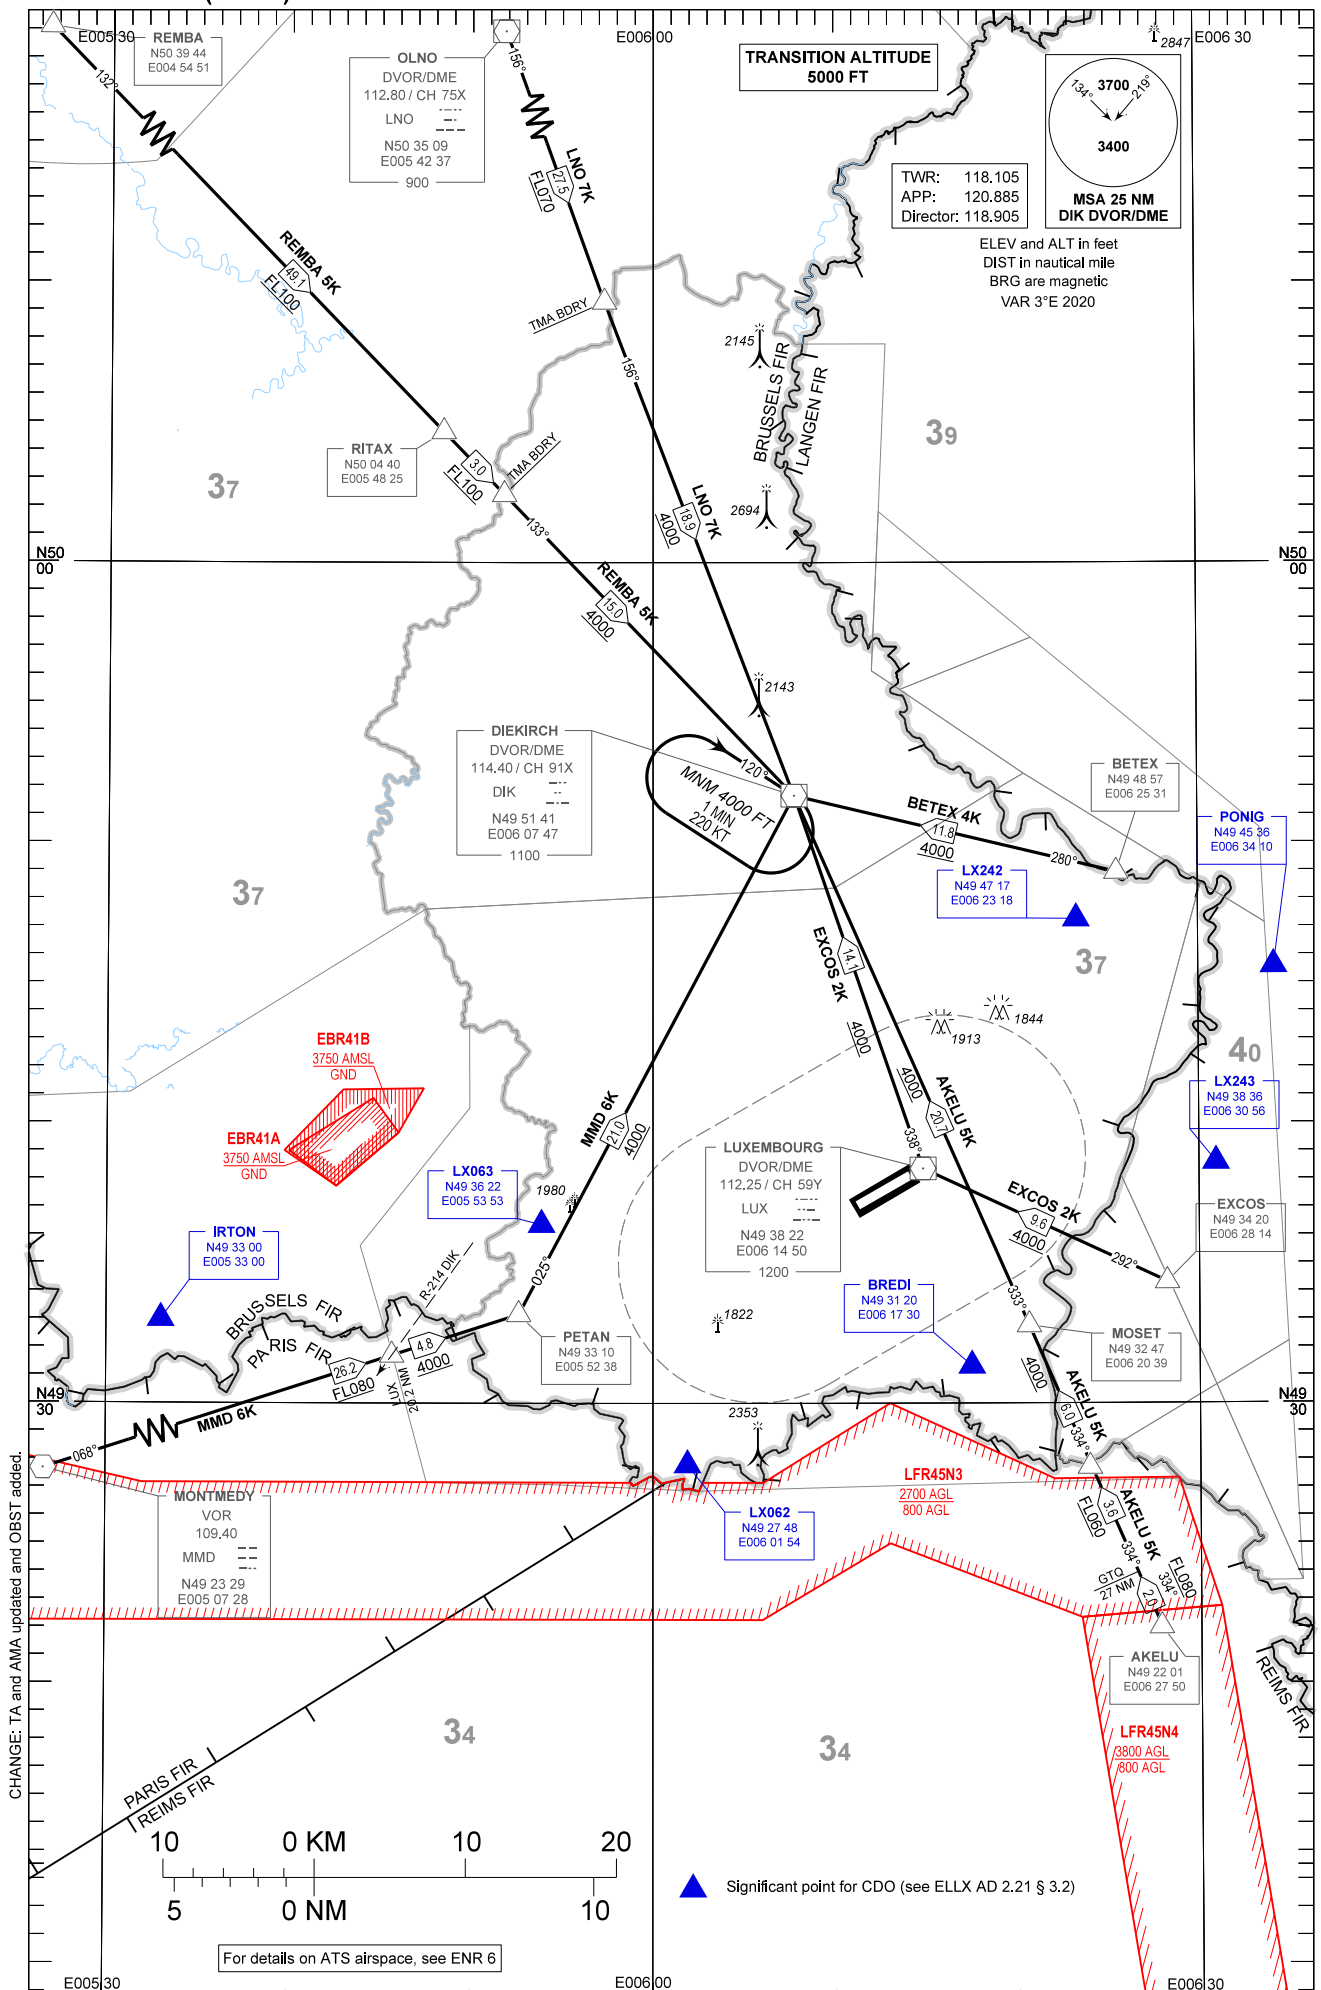 E005 30
E006 00
E006 30
REMBA
N50 39 44
E004 54 51
132°
OLNO
DVOR/DME
112.80 / CH 75X
LNO
N50 35 09
E005 42 37
900
156°
LNO 7K
27.5
FL070
TRANSITION ALTITUDE
5000 FT
2847
134°
3700
219°
3400
MSA 25 NM
DIK DVOR/DME
TWR: 118.105
APP: 120.885
Director: 118.905
ELEV and ALT in feet
DIST in nautical mile
BRG are magnetic
VAR 3°E 2020
REMBA 5K
49.1
FL100
TMA BDRY
156°
2145
BRUSSELS FIR
LANGEN FIR
39
RITAX
N50 04 40
E005 48 25
3.0
FL100
TMA BDRY
37
133°
LNO 7K
18.9
4000
2694
N50
00
N50
00
REMBA 5K
15.0
4000
2143
DIEKIRCH
DVOR/DME
114.40 / CH 91X
DIK
N49 51 41
E006 07 47
1100
120°
MNM 4000 FT
1 MIN
220 KT
BETEX 4K
11.8
4000
280°
BETEX
N49 48 57
E006 25 31
PONIG
N49 45 36
E006 34 10
LX242
N49 47 17
E006 23 18
37
EXCOS 2K
14.1
4000
37
1844
1913
40
EBR41B
3750 AMSL
GND
EBR41A
3750 AMSL
GND
MMD 6K
21.0
4000
4000
AKELU 5K
20.7
338°
LX243
N49 38 36
E006 30 56
LUXEMBOURG
DVOR/DME
112.25 / CH 59Y
LUX
N49 38 22
E006 14 50
1200
LX063
N49 36 22
E005 53 53
1980
EXCOS 2K
9.6
4000
292°
EXCOS
N49 34 20
E006 28 14
IRTON
N49 33 00
E005 33 00
R-214 DIK
025°
BREDI
N49 31 20
E006 17 30
333°
1822
MOSET
N49 32 47
E006 20 39
BRUSSELS FIR
PARIS FIR
PETAN
N49 33 10
E005 52 38
4.8
4000
26.2
FL080
LUX
20.2 NM
MMD 6K
068°
4000
AKELU 5K
6.0
334°
N49
30
N49
30
2353
MONTMEDY
VOR
109.40
MMD
N49 23 29
E005 07 28
LX062
N49 27 48
E006 01 54
LFR45N3
2700 AGL
800 AGL
FL060
3.6
AKELU 5K
334°
GTQ
27 NM
2.0
334°
FL080
AKELU
N49 22 01
E006 27 50
REIMS FIR
LFR45N4
3800 AGL
800 AGL
34
34
PARIS FIR
REIMS FIR
CHANGE: TA and AMA updated and OBST added.
10 0 KM 10 20
5 0 NM 10
Significant point for CDO (see ELLX AD 2.21 § 3.2)
For details on ATS airspace, see ENR 6
E005 30
E006 00
E006 30